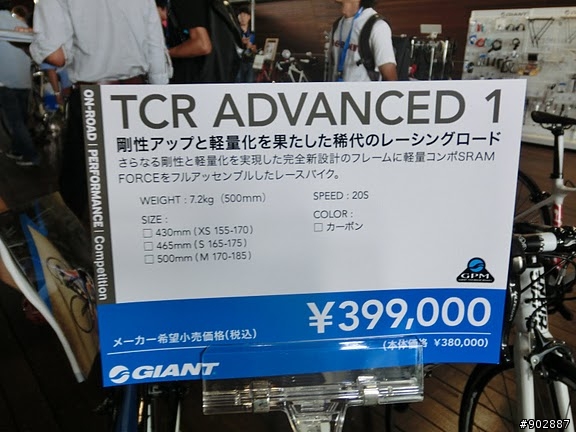 GIANT
ON-ROAD | PERFORMANCE | Competition
TCR ADVANCED 1
剛性アップと軽量化を果たした稀代のレーシングロード
さらなる剛性と軽量化を実現した完全新設計のフレームに軽量コンポSRAM
FORCEをフルアッセンブルしたレースバイク。
WEIGHT : 7.2kg (500mm)
SPEED : 20S
SIZE :
□ 430mm (XS 155-170)
□ 465mm (S 165-175)
□ 500mm (M 170-185)
COLOR :
□ カーボン
GPM
¥399,000
メーカー希望小売価格(税込)
(本体価格 ¥380,000)
GIANT
#902887